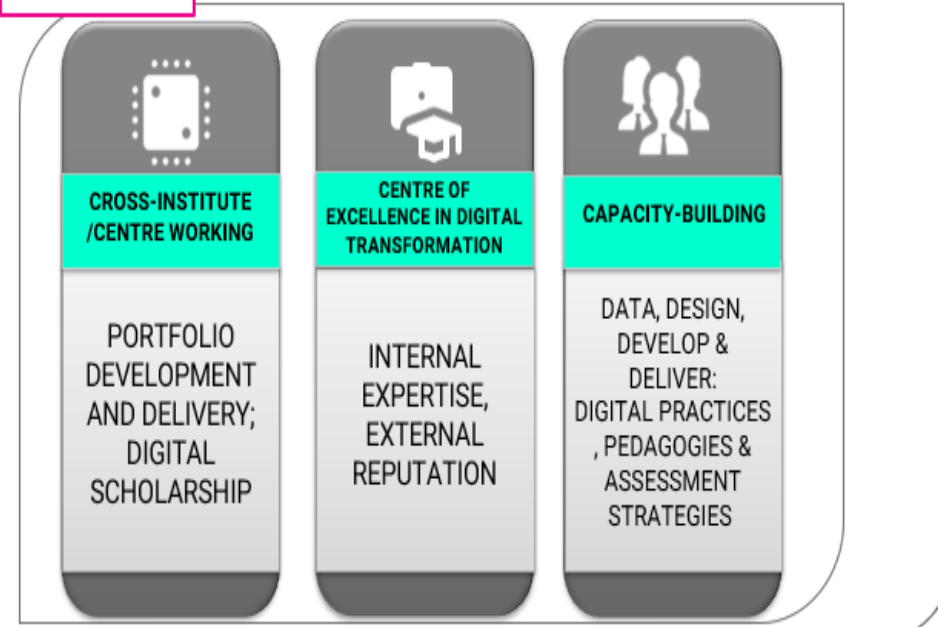 CROSS-INSTITUTE
/CENTRE WORKING
PORTFOLIO
DEVELOPMENT
AND DELIVERY;
DIGITAL
SCHOLARSHIP
CENTRE OF
EXCELLENCE IN DIGITAL
TRANSFORMATION
INTERNAL
EXPERTISE,
EXTERNAL
REPUTATION
CAPACITY-BUILDING
DATA, DESIGN,
DEVELOP &
DELIVER:
DIGITAL PRACTICES
, PEDAGOGIES &
ASSESSMENT
STRATEGIES